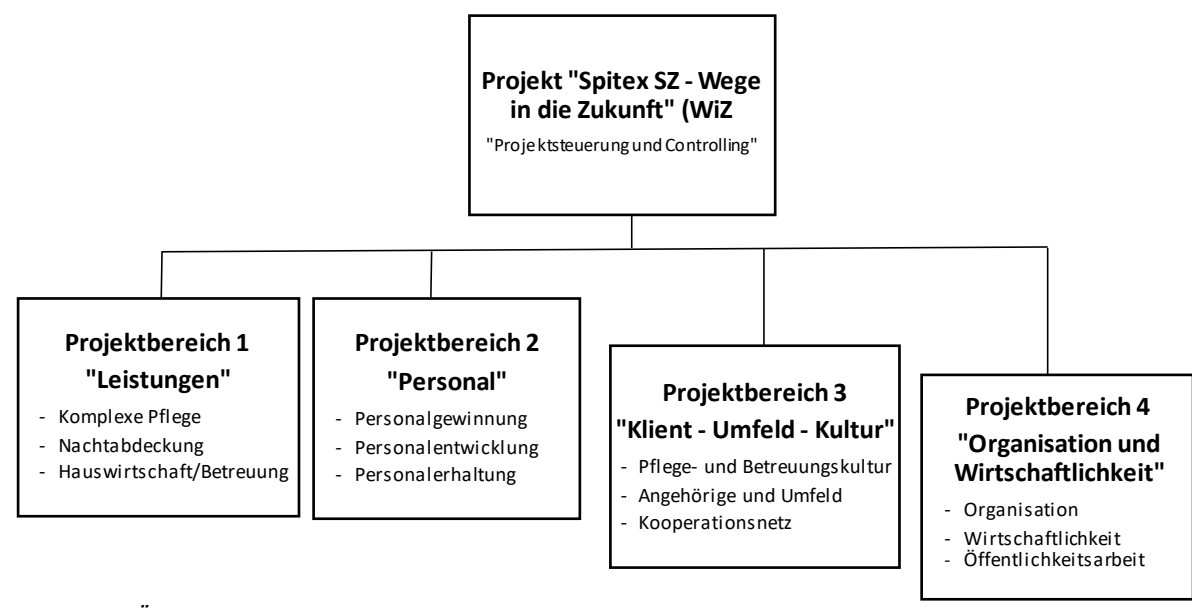 Projekt "Spitex SZ - Wege
in die Zukunft" (WiZ
"Projektsteuerung und Controlling"
Projektbereich 1
"Leistungen"
- Komplexe Pflege
- Nachtabdeckung
- Hauswirtschaft/Betreuung
Projektbereich 2
"Personal"
- Personalgewinnung
- Personalentwicklung
- Personalerhaltung
Projektbereich 3
"Klient - Umfeld - Kultur"
- Pflege- und Betreuungskultur
- Angehörige und Umfeld
- Kooperationsnetz
Projektbereich 4
"Organisation und
Wirtschaftlichkeit"
- Organisation
- Wirtschaftlichkeit
- Öffentlichkeitsarbeit